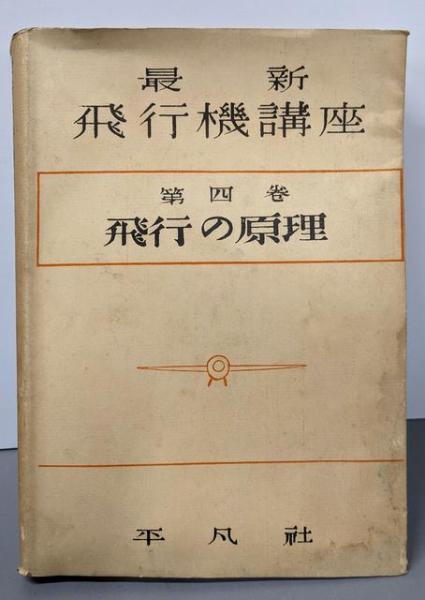 最新
飛行機講座
第四巻
飛行の原理
平凡社